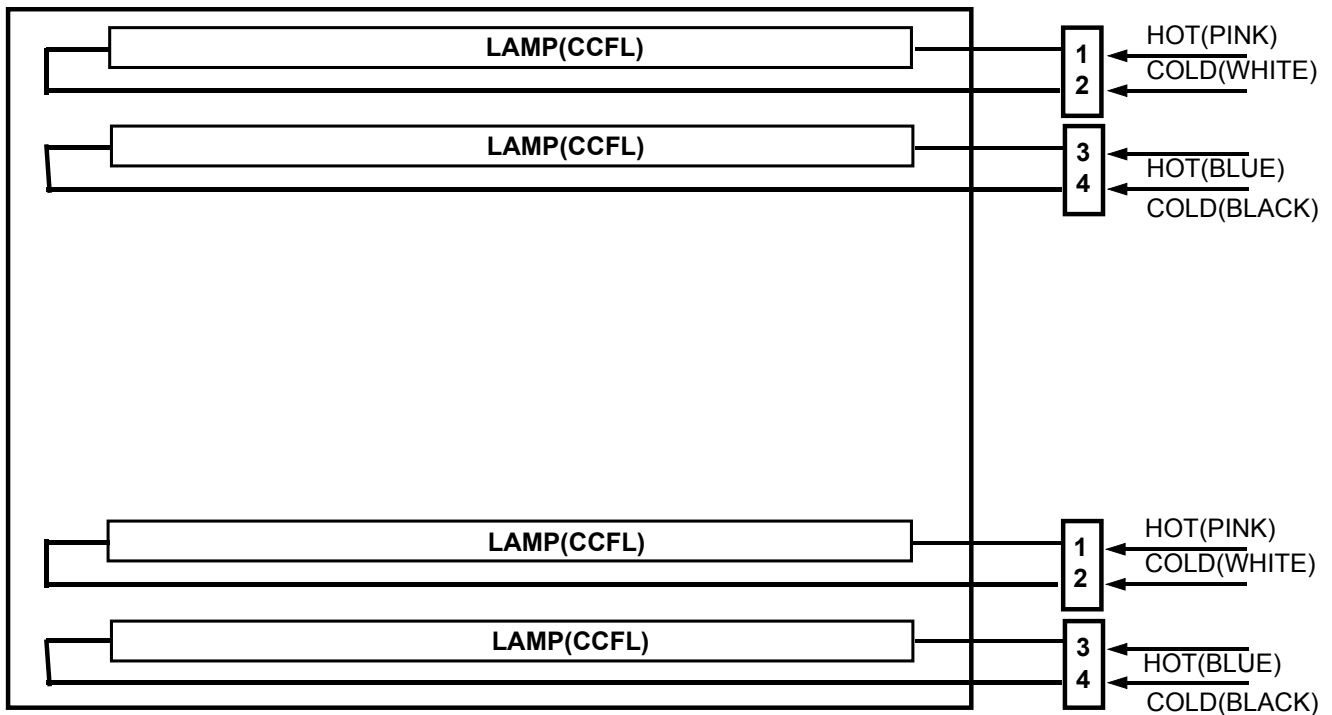 LAMP(CCFL)
1
HOT(PINK)
2
COLD(WHITE)
LAMP(CCFL)
3
HOT(BLUE)
4
COLD(BLACK)
LAMP(CCFL)
1
HOT(PINK)
2
COLD(WHITE)
LAMP(CCFL)
3
HOT(BLUE)
4
COLD(BLACK)